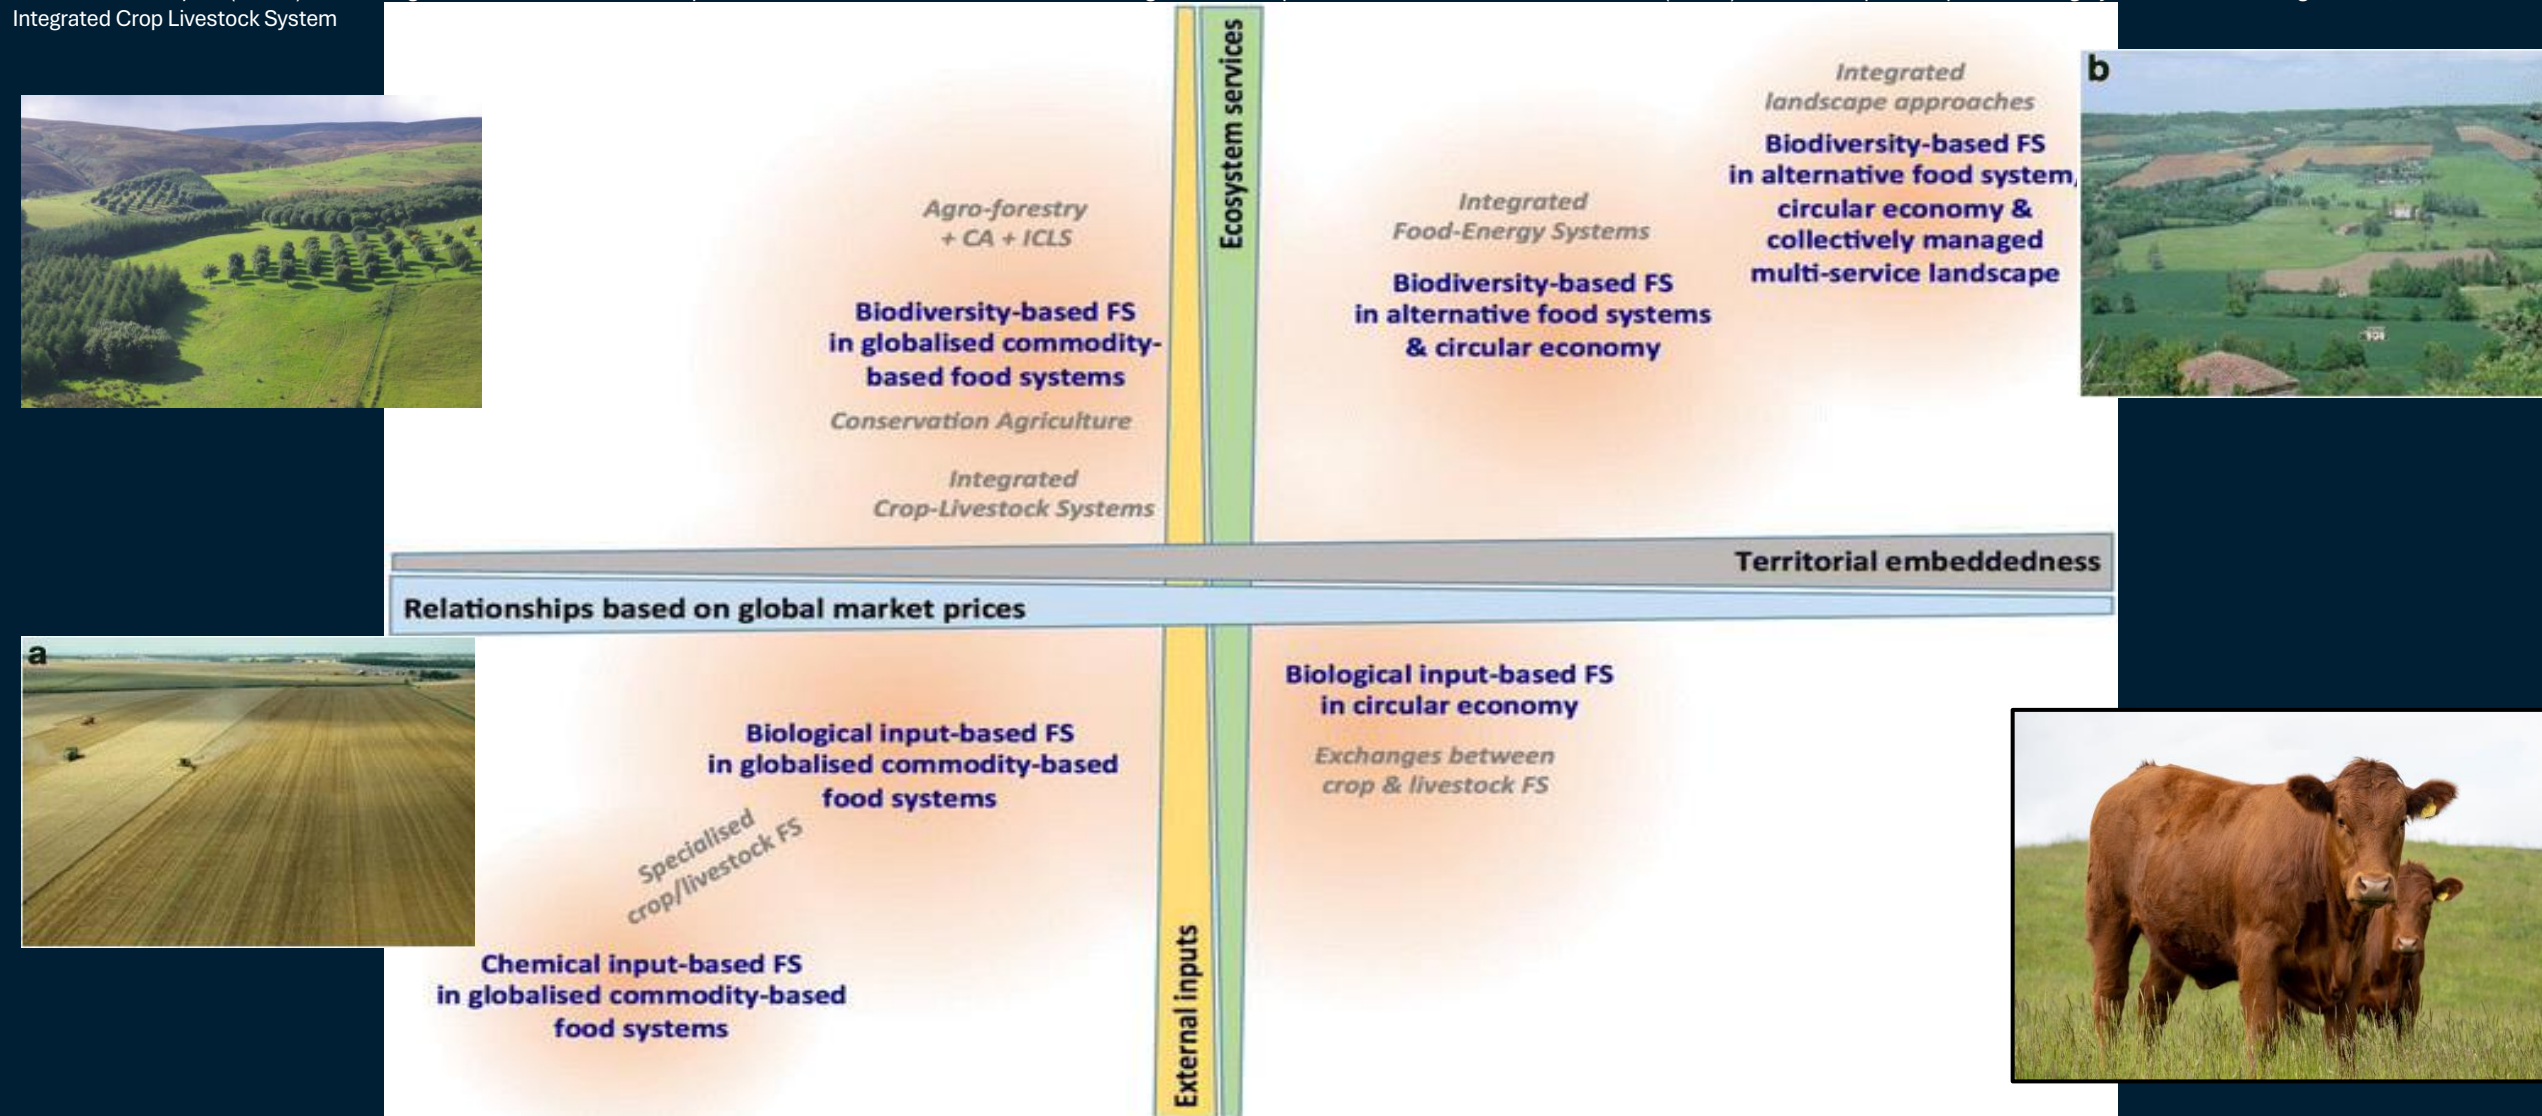 Integrated Crop Livestock System
Ecosystem services
Integrated
landscape approaches
b
Biodiversity-based FS
in alternative food system,
circular economy &
collectively managed
multi-service landscape
Agro-forestry
+ CA + ICLS
Integrated
Food-Energy Systems
Biodiversity-based FS
in globalised commodity-
based food systems
Biodiversity-based FS
in alternative food systems
& circular economy
Conservation Agriculture
Integrated
Crop-Livestock Systems
Territorial embeddedness
Relationships based on global market prices
a
Biological input-based FS
in circular economy
Exchanges between
crop & livestock FS
Biological input-based FS
in globalised commodity-based
food systems
Specialised
crop/livestock FS
Chemical input-based FS
in globalised commodity-based
food systems
External inputs